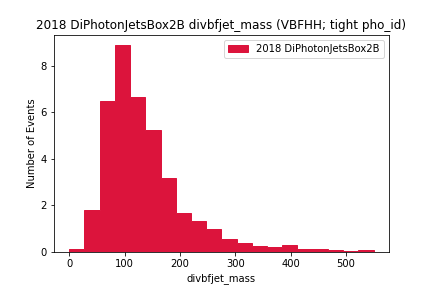 2018 DiPhotonJetsBox2B divbfjet_mass (VBFHH; tight pho_id)
2018 DiPhotonJetsBox2B
8
6
4
2
0
Number of Events
0 100 200 300 400 500
divbfjet_mass